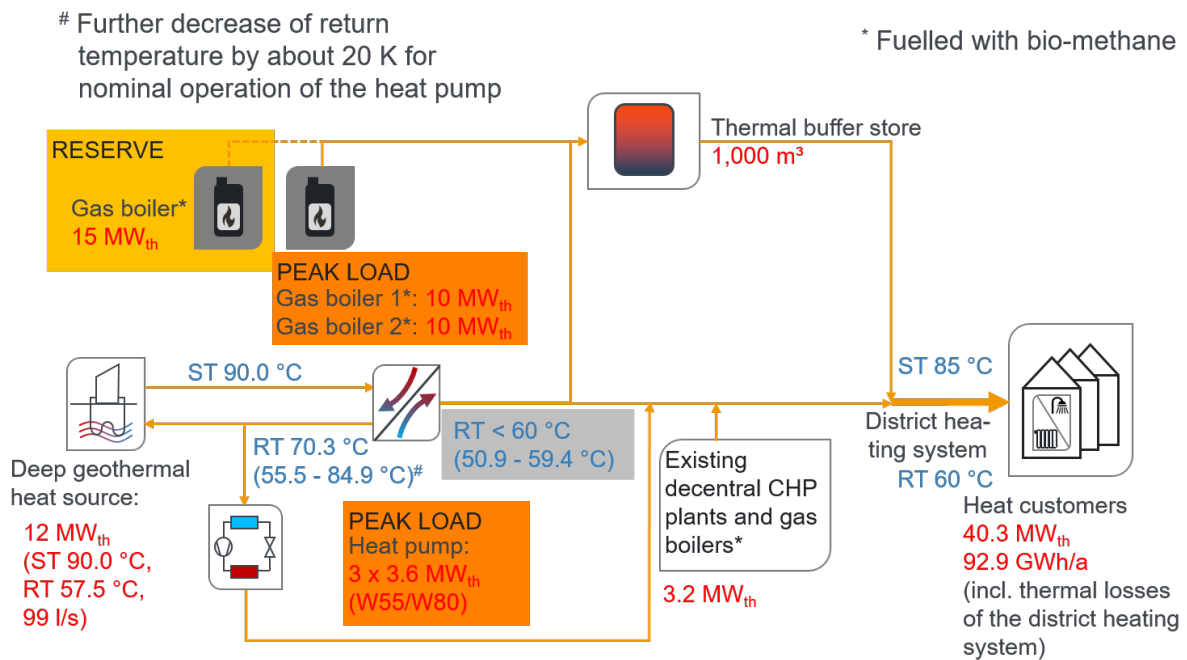 # Further decrease of return
temperature by about 20 K for
nominal operation of the heat pump
* Fuelled with bio-methane
RESERVE
Gas boiler*
15 MWth
Thermal buffer store
1,000 m³
PEAK LOAD
Gas boiler 1*: 10 MWth
Gas boiler 2*: 10 MWth
ST 90.0 °C
ST 85 °C
RT 70.3 °C
(55.5 - 84.9 °C)#
RT < 60 °C
(50.9 - 59.4 °C)
District hea-
ting system
RT 60 °C
Deep geothermal
heat source:
12 MWth
(ST 90.0 °C,
RT 57.5 °C,
99 l/s)
PEAK LOAD
Heat pump:
3 x 3.6 MWth
(W55/W80)
Existing
decentral CHP
plants and gas
boilers*
3.2 MWth
Heat customers
40.3 MWth
92.9 GWh/a
(incl. thermal losses
of the district heating
system)